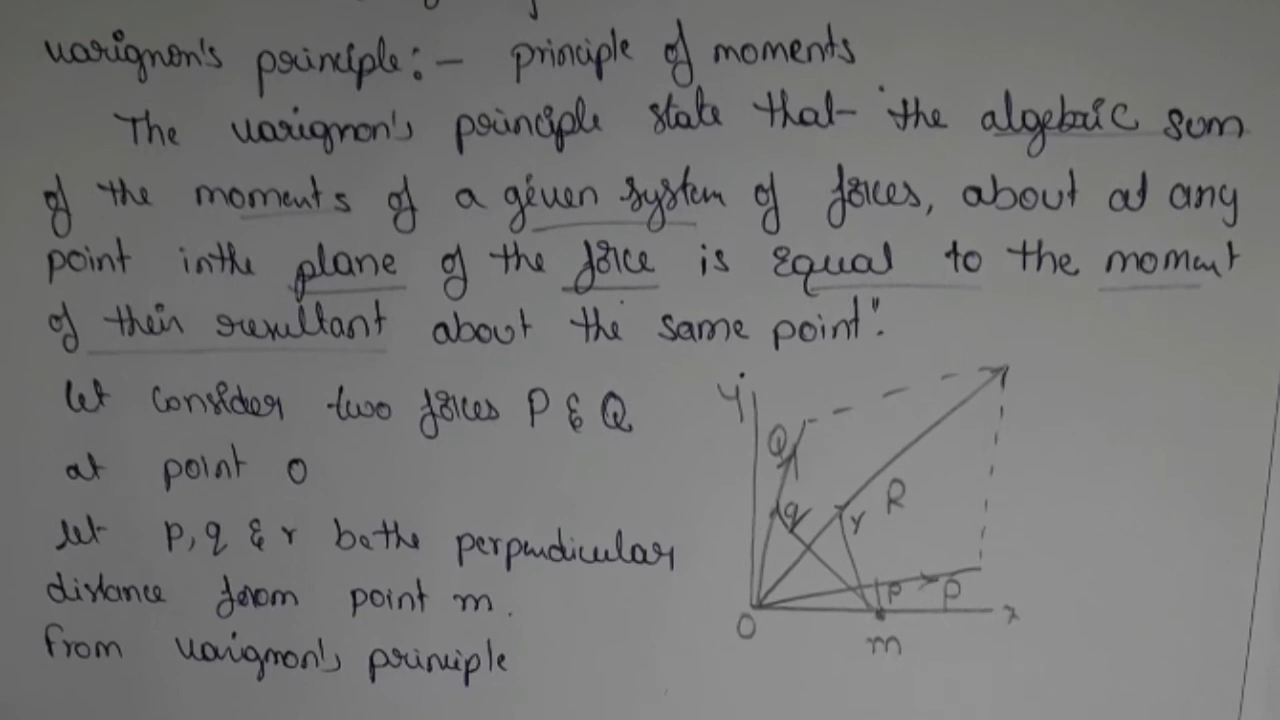 varignon's principle:- principle of moments
The varignon's principle state that "the algebric sum
of the moments of a given system of forces, about at any
point in the plane of the force is equal to the moment
of their resultant about the same point".
let consider two forces P & Q
at point O
let p, q & r be the perpendicular
distance from point m.
from varignon's principle
y
Q
q
R
r
P
P
O
m
x